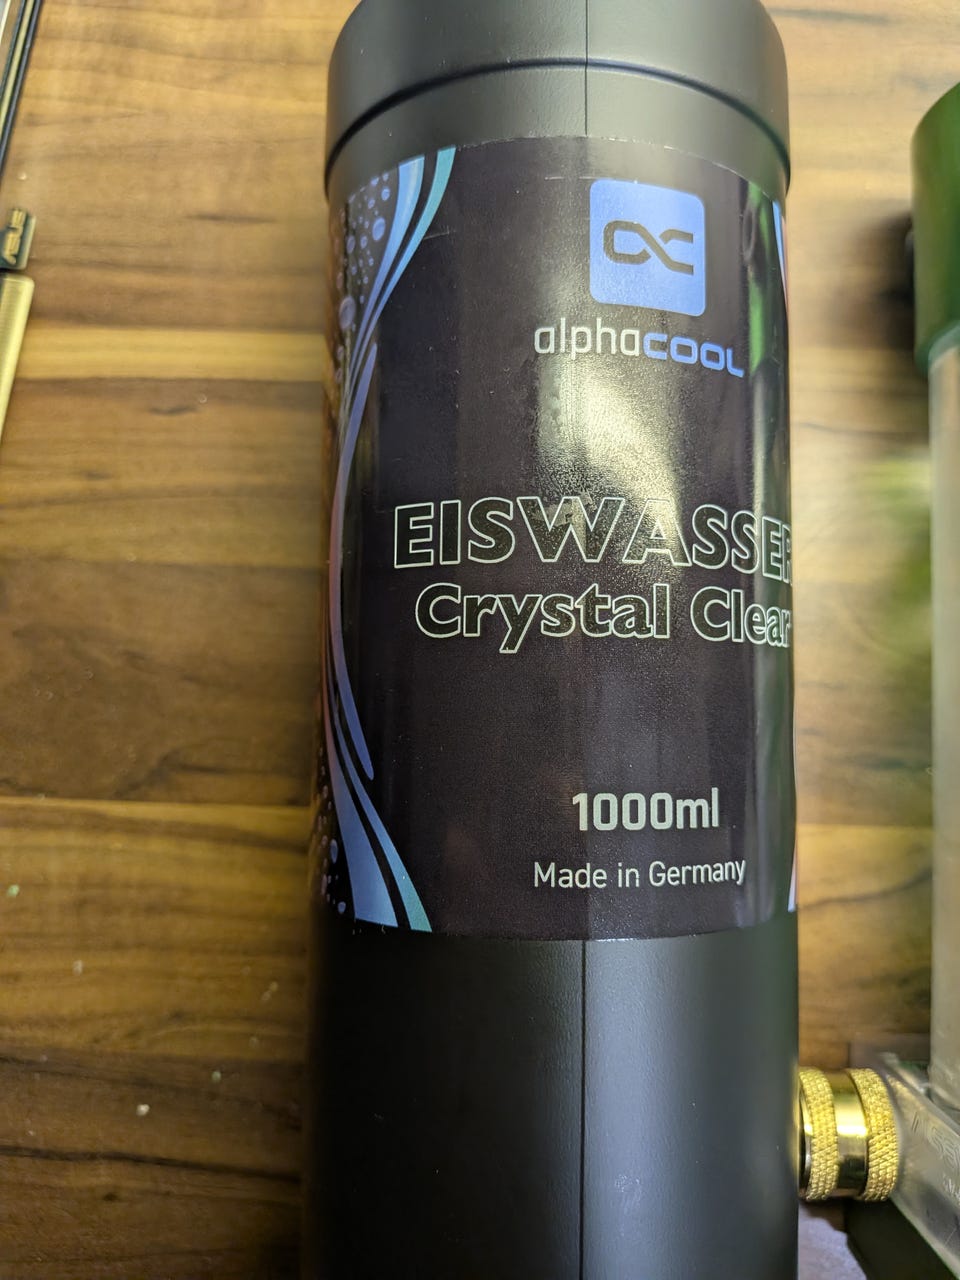 alphacool
EISWASSER
Crystal Clear
1000ml
Made in Germany